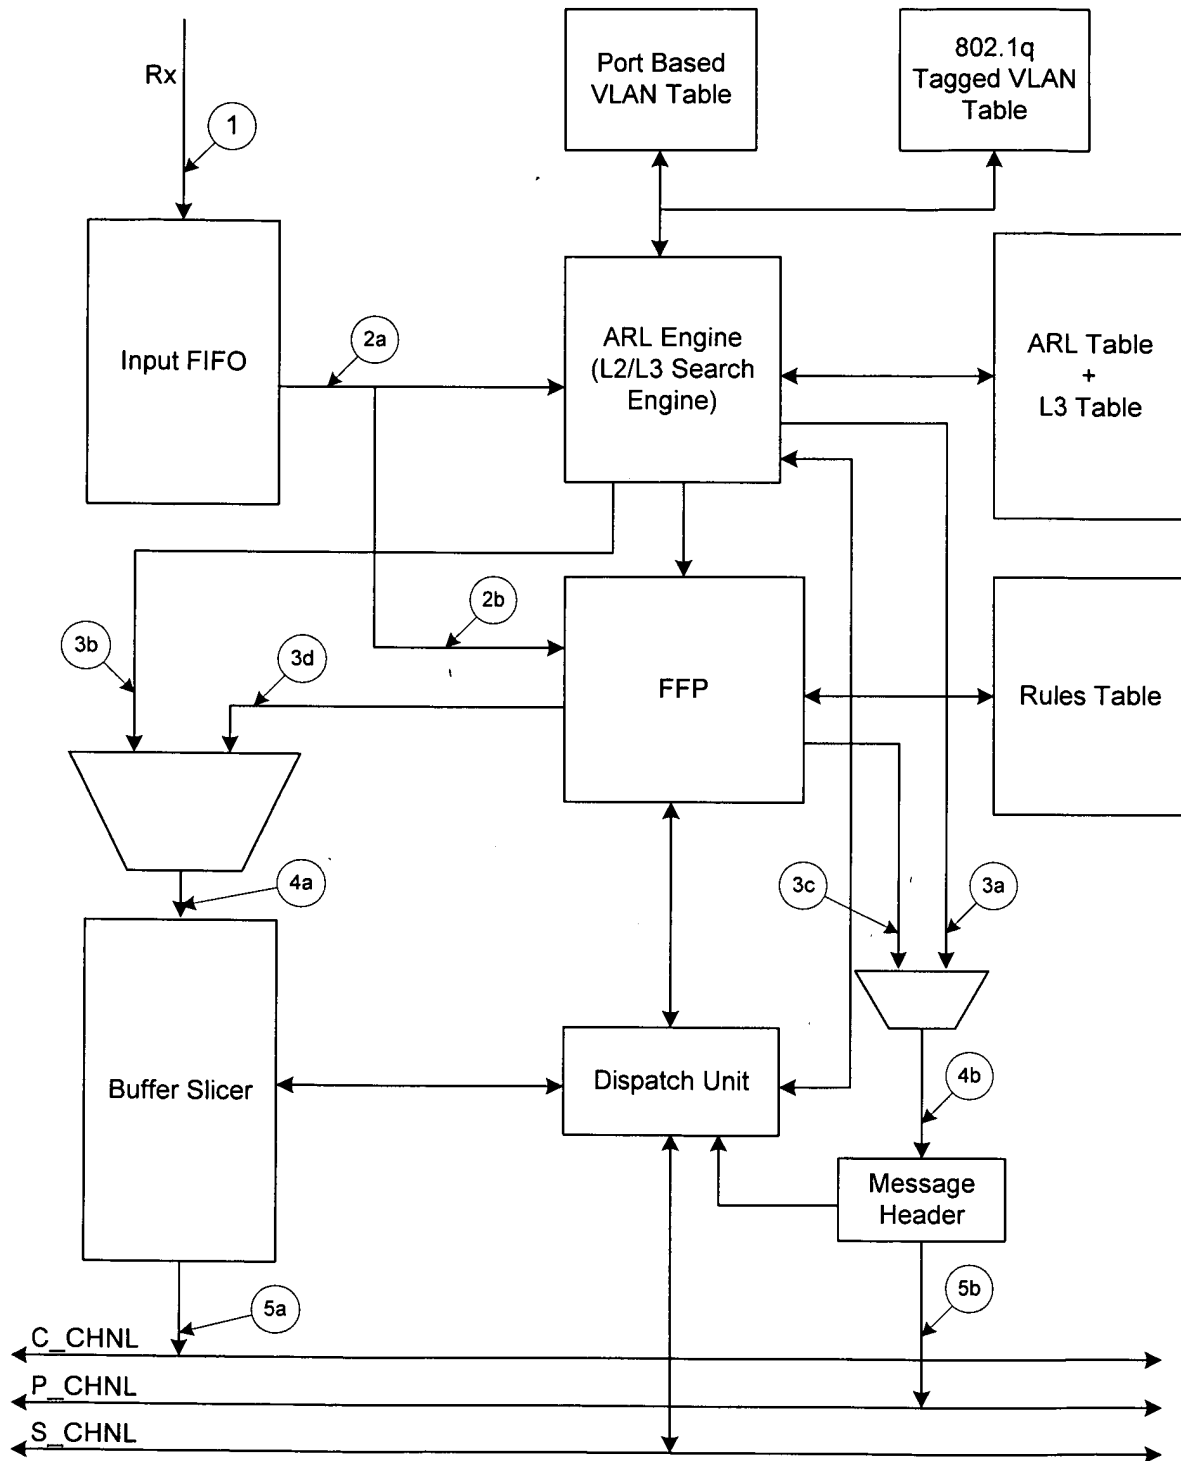 Rx
1
Port Based
VLAN Table
802.1q
Tagged VLAN
Table
Input FIFO
2a
ARL Engine
(L2/L3 Search
Engine)
ARL Table
+
L3 Table
2b
3b
3d
FFP
Rules Table
4a
3c
3a
Buffer Slicer
Dispatch Unit
4b
Message
Header
5a
5b
C_CHNL
P_CHNL
S_CHNL